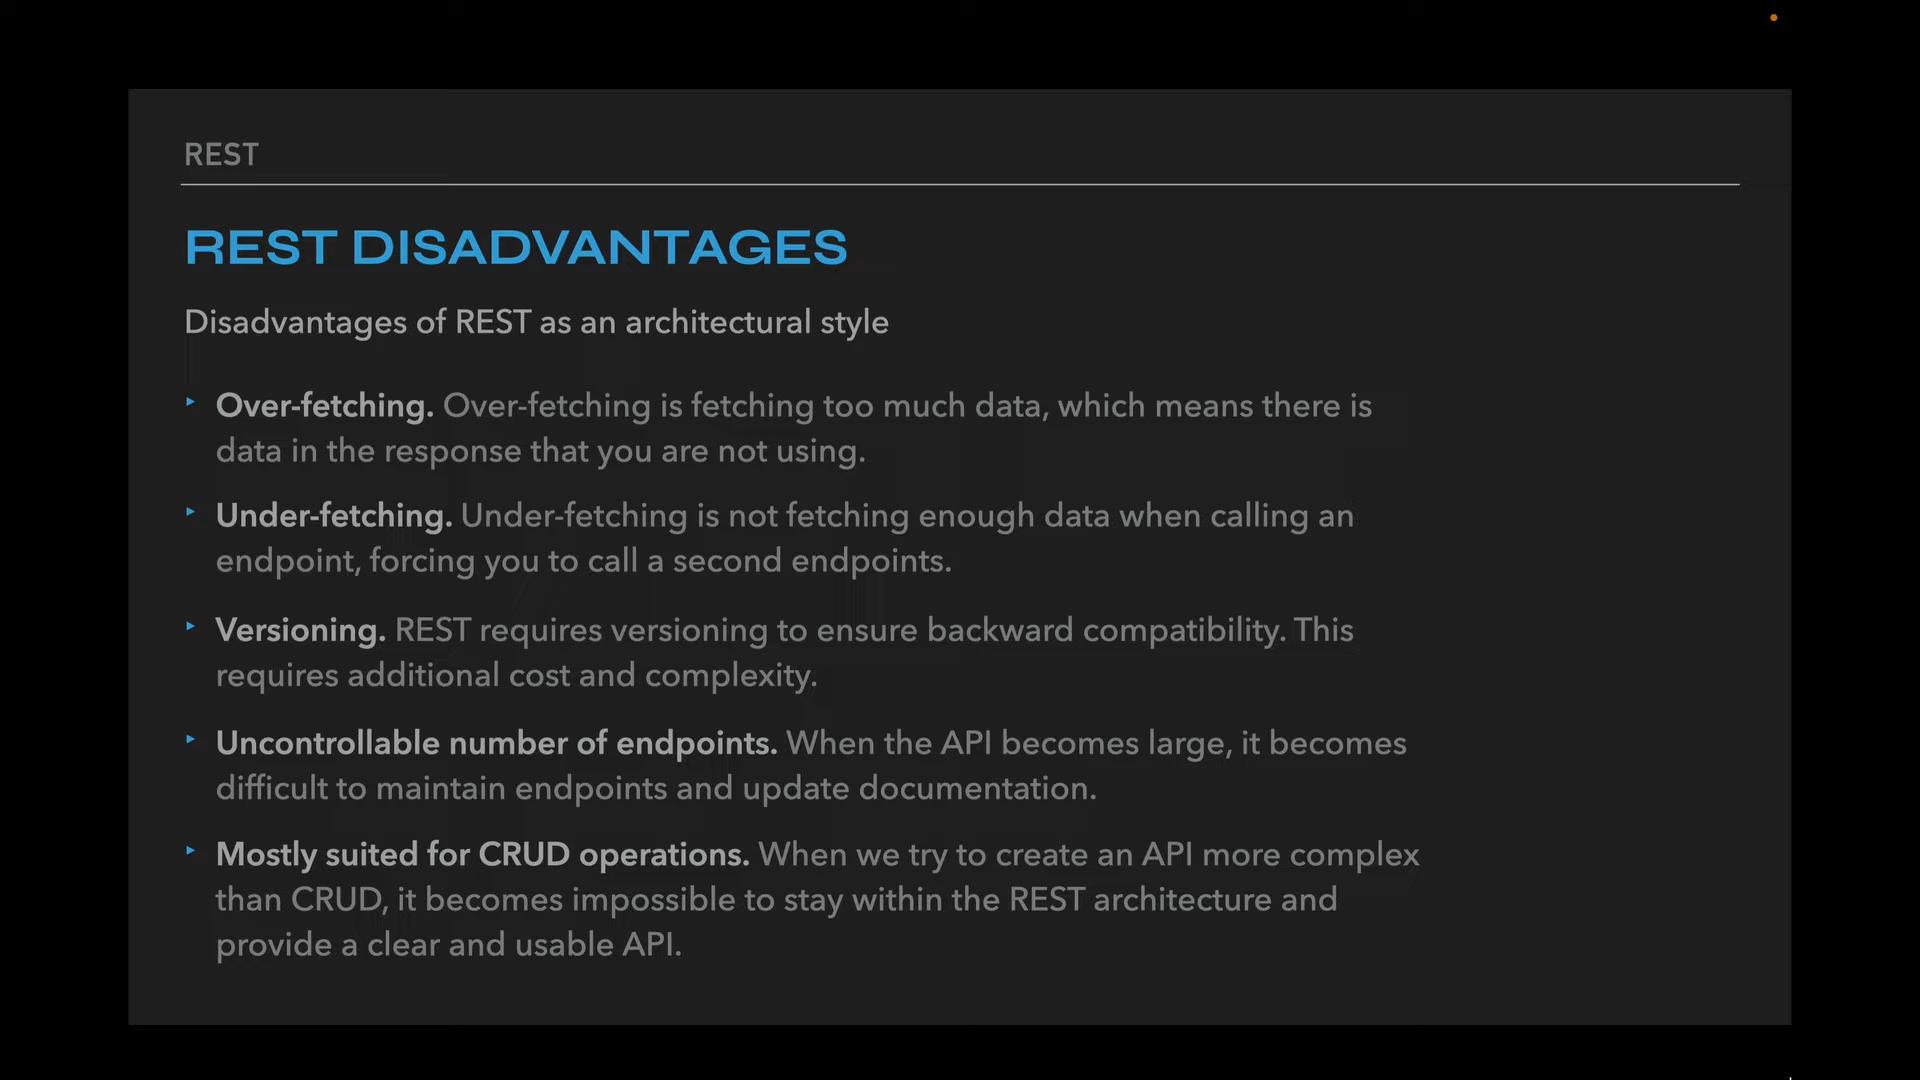 REST
REST DISADVANTAGES
Disadvantages of REST as an architectural style
‣ Over-fetching. Over-fetching is fetching too much data, which means there is
data in the response that you are not using.
‣ Under-fetching. Under-fetching is not fetching enough data when calling an
endpoint, forcing you to call a second endpoints.
‣ Versioning. REST requires versioning to ensure backward compatibility. This
requires additional cost and complexity.
‣ Uncontrollable number of endpoints. When the API becomes large, it becomes
difficult to maintain endpoints and update documentation.
‣ Mostly suited for CRUD operations. When we try to create an API more complex
than CRUD, it becomes impossible to stay within the REST architecture and
provide a clear and usable API.